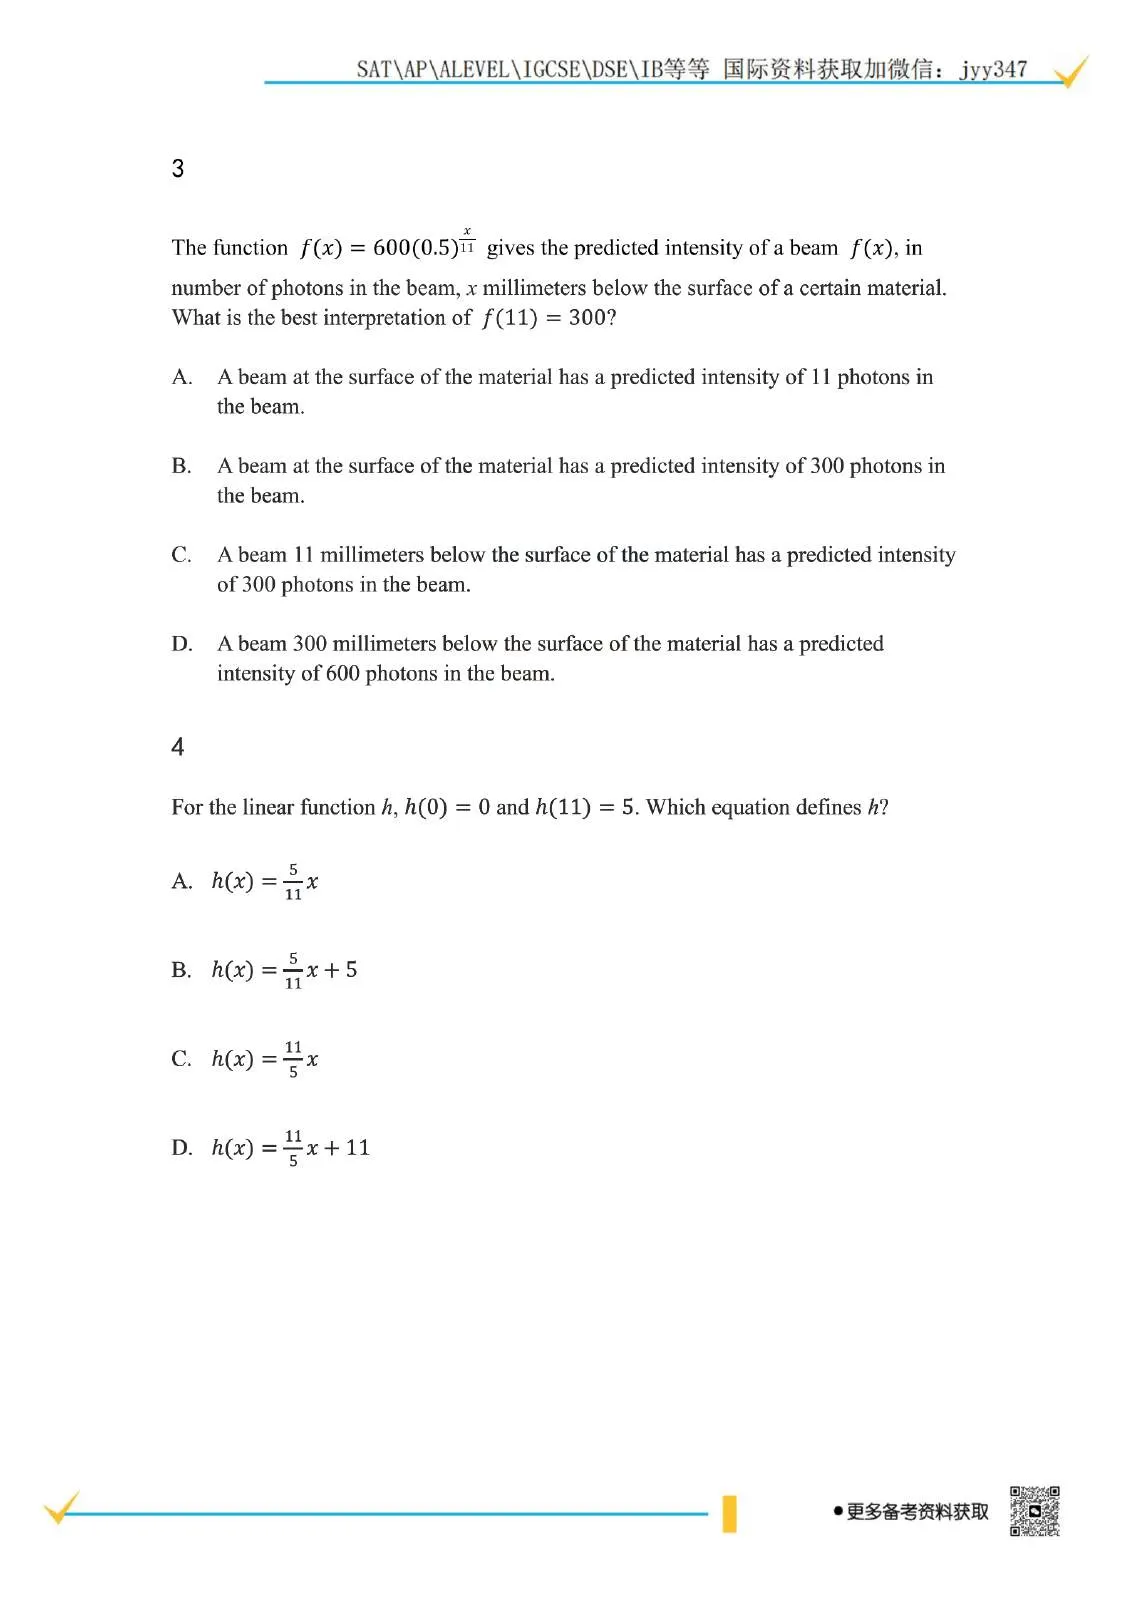 SAT\AP\ALEVEL\IGCSE\DSE\IB等等 国际资料获取加微信：jyy347
3
The function f(x) = 600(0.5)^(x/11) gives the predicted intensity of a beam f(x), in
number of photons in the beam, x millimeters below the surface of a certain material.
What is the best interpretation of f(11) = 300?
A. A beam at the surface of the material has a predicted intensity of 11 photons in
the beam.
B. A beam at the surface of the material has a predicted intensity of 300 photons in
the beam.
C. A beam 11 millimeters below the surface of the material has a predicted intensity
of 300 photons in the beam.
D. A beam 300 millimeters below the surface of the material has a predicted
intensity of 600 photons in the beam.
4
For the linear function h, h(0) = 0 and h(11) = 5. Which equation defines h?
A. h(x) = 5/11 x
B. h(x) = 5/11 x + 5
C. h(x) = 11/5 x
D. h(x) = 11/5 x + 11
●更多备考资料获取